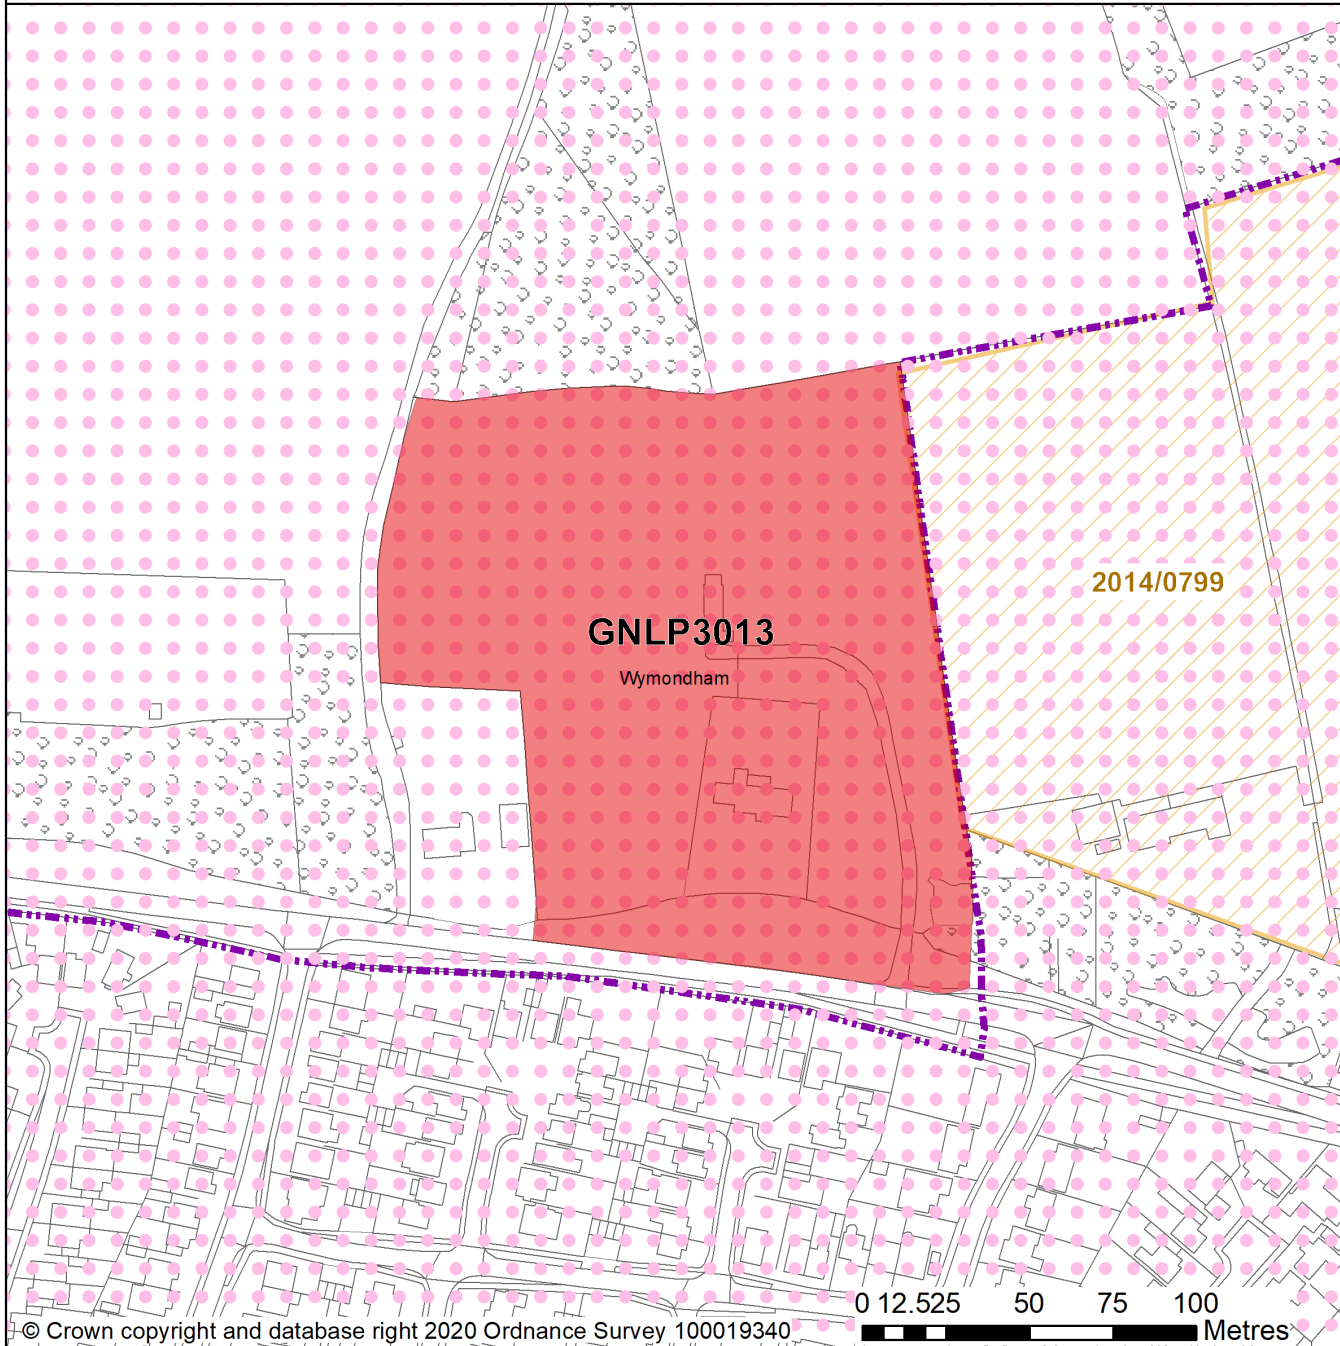 2014/0799
GNLP3013
Wymondham
0 12.525 50 75 100
Metres
© Crown copyright and database right 2020 Ordnance Survey 100019340